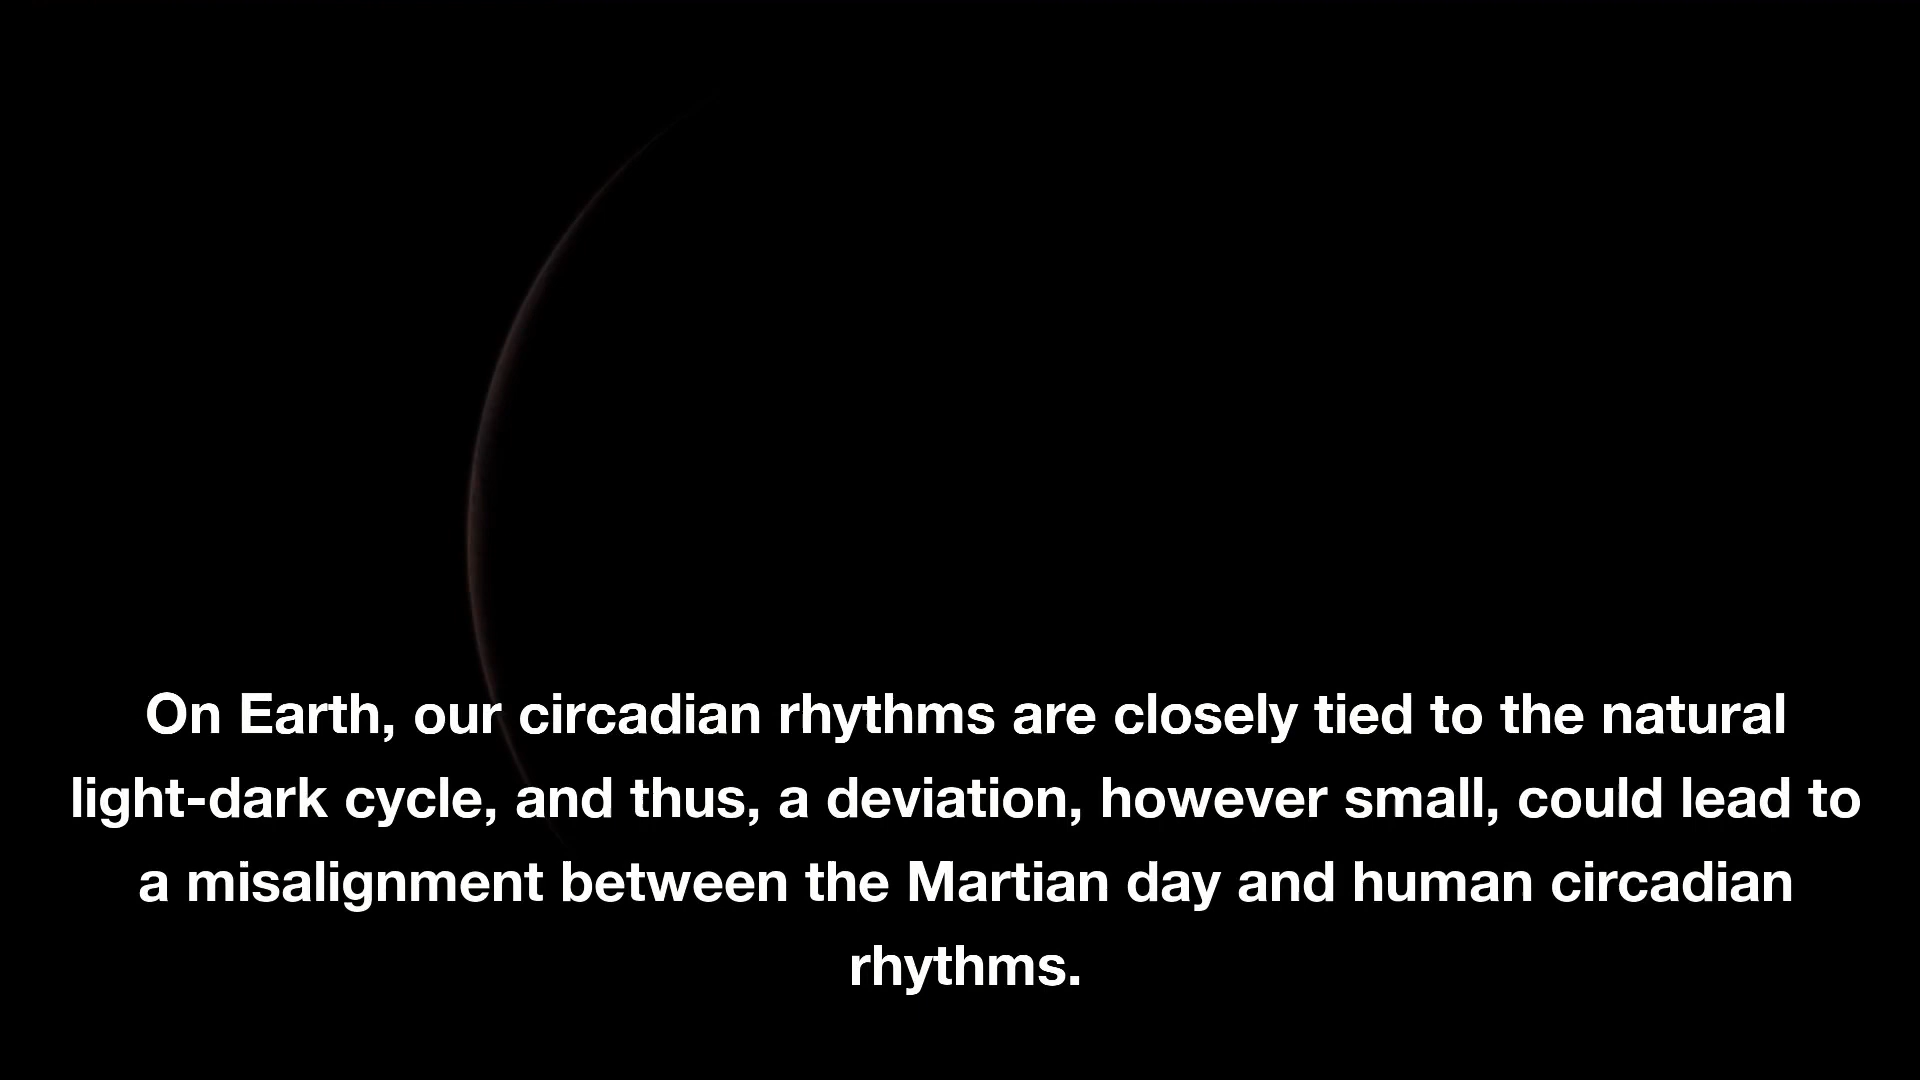 On Earth, our circadian rhythms are closely tied to the natural
light-dark cycle, and thus, a deviation, however small, could lead to
a misalignment between the Martian day and human circadian
rhythms.